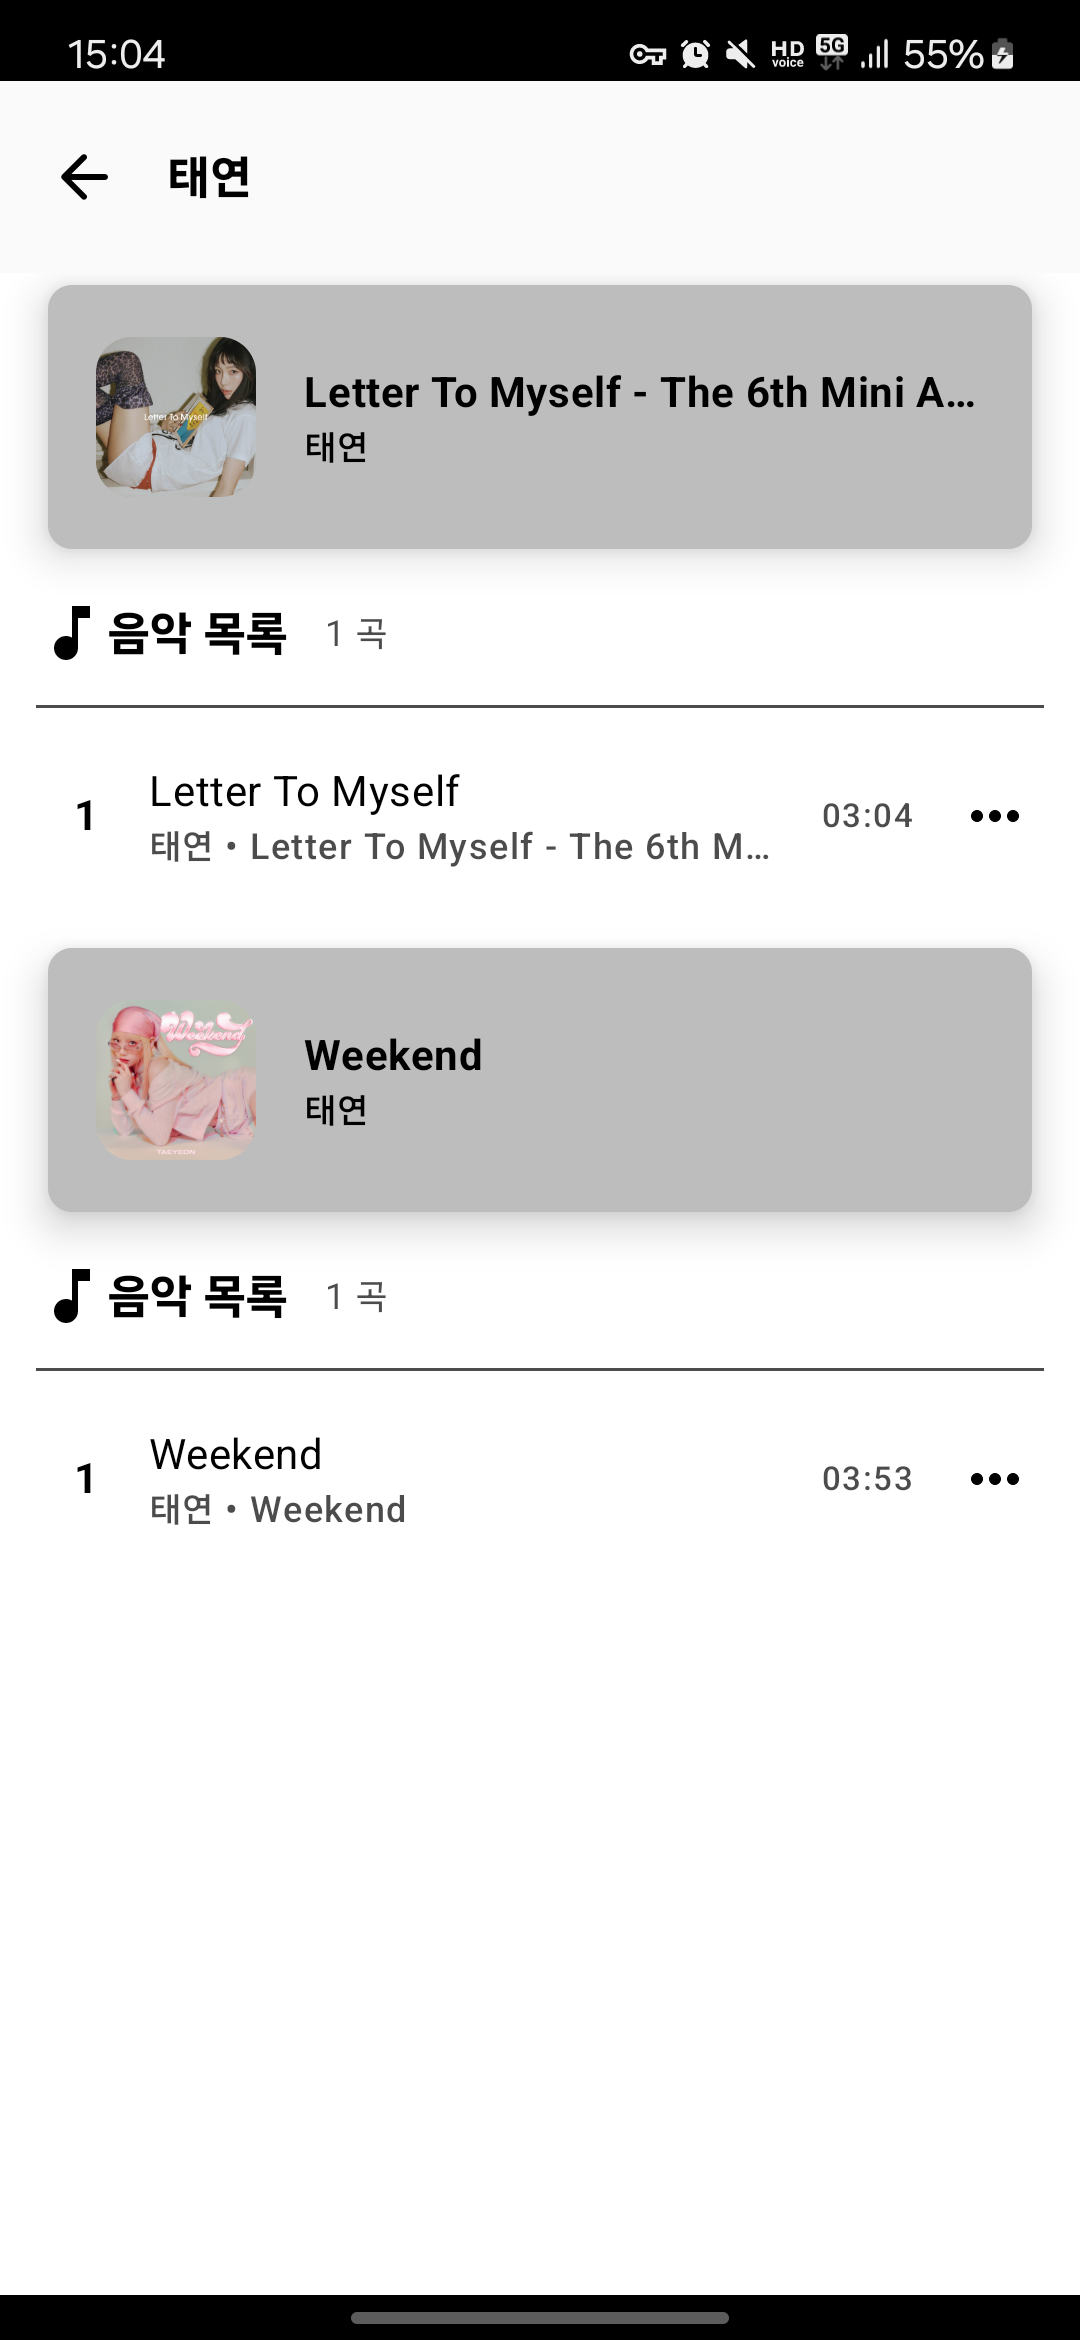 15:04 HD voice 5G 55%
태연
Letter To Myself
Letter To Myself - The 6th Mini A...
태연
음악 목록 1 곡
1 Letter To Myself 03:04
태연 • Letter To Myself - The 6th M...
Weekend
TAEYEON
Weekend
태연
음악 목록 1 곡
1 Weekend 03:53
태연 • Weekend